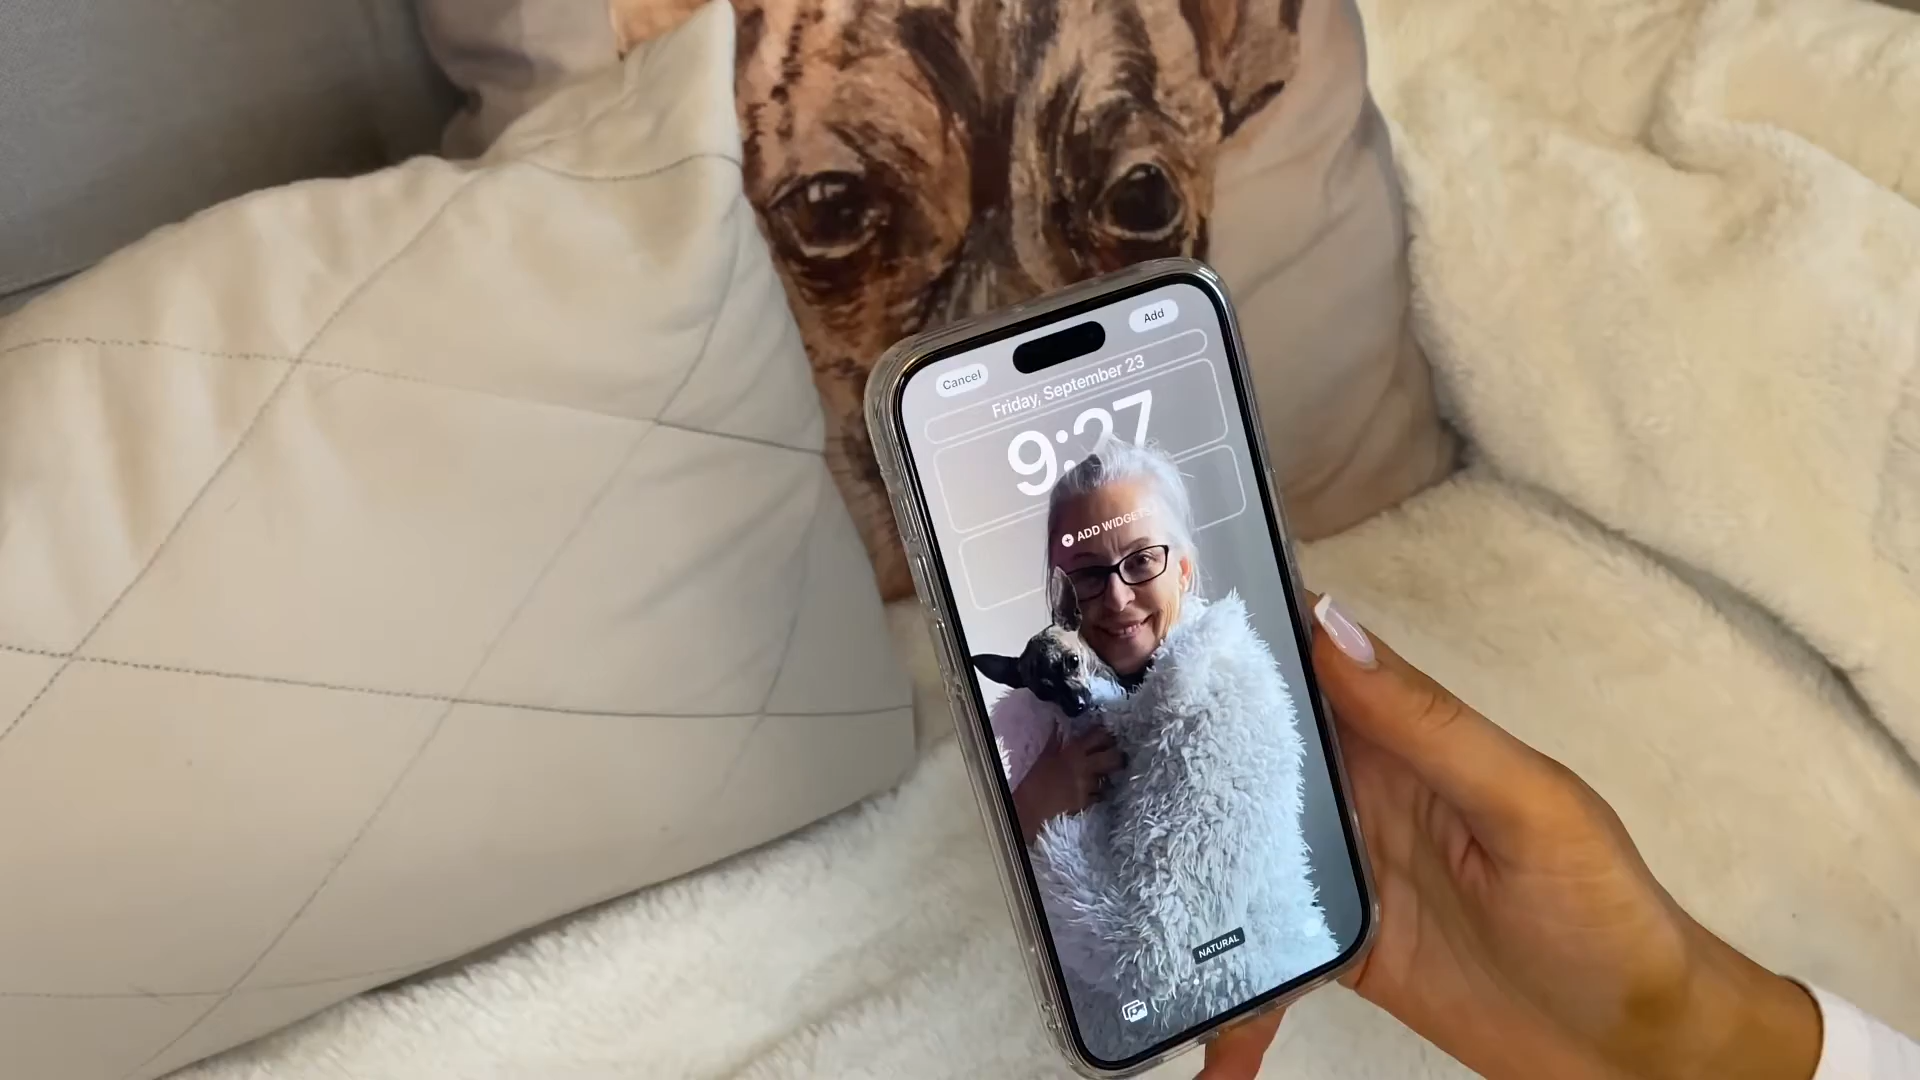 Cancel
Add
Friday, September 23
9:27
ADD WIDGETS
NATURAL